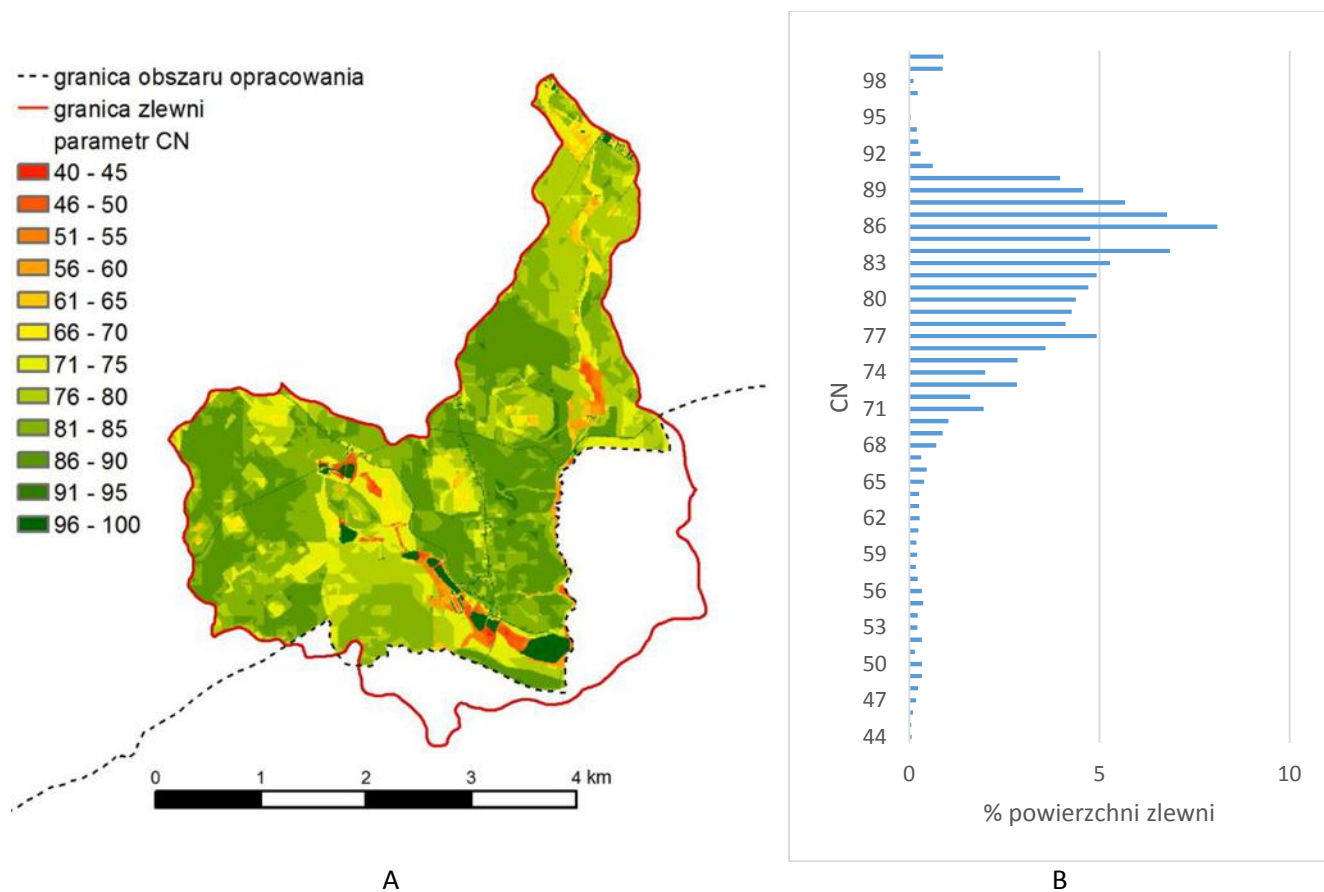 granica obszaru opracowania
granica zlewni
parametr CN
40 - 45
46 - 50
51 - 55
56 - 60
61 - 65
66 - 70
71 - 75
76 - 80
81 - 85
86 - 90
91 - 95
96 - 100
0 1 2 3 4 km
A
CN
98
95
92
89
86
83
80
77
74
71
68
65
62
59
56
53
50
47
44
0 5 10
% powierzchni zlewni
B